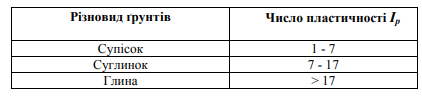 Різновид ґрунтів Число пластичності Ip
Супісок 1 - 7
Суглинок 7 - 17
Глина > 17